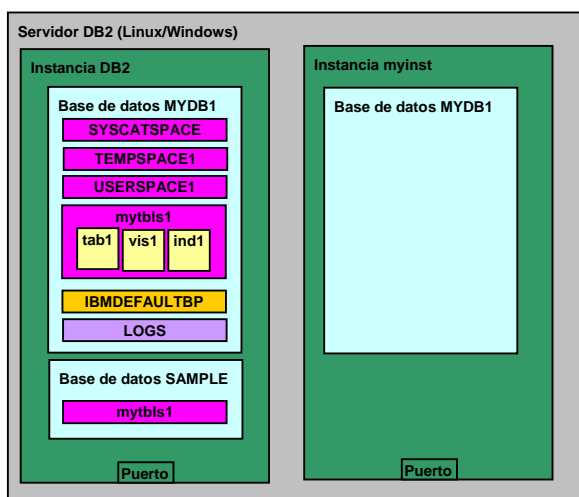 Servidor DB2 (Linux/Windows)
Instancia DB2
Base de datos MYDB1
SYSCATSPACE
TEMPSPACE1
USERSPACE1
mytbls1
tab1
vis1
ind1
IBMDEFAULTBP
LOGS
Base de datos SAMPLE
mytbls1
Puerto
Instancia myinst
Base de datos MYDB1
Puerto